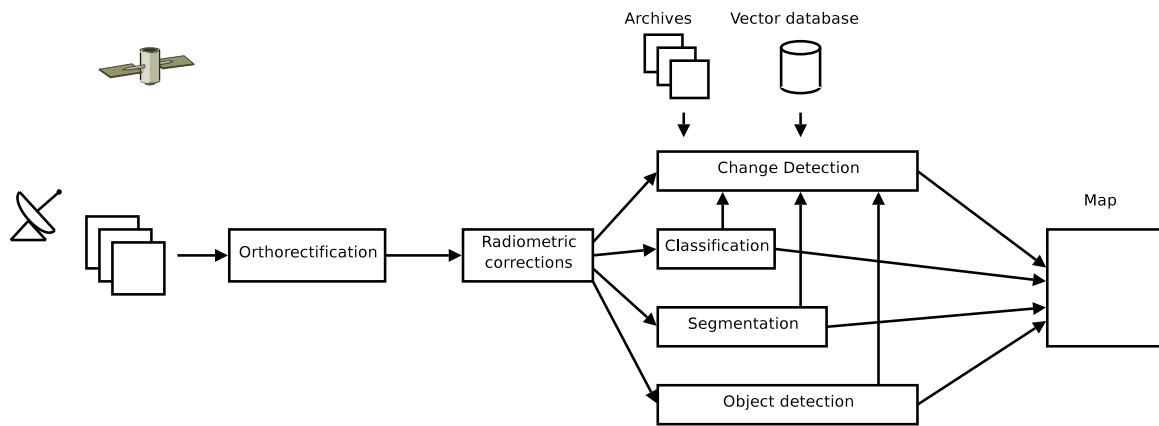 Archives
Vector database
Change Detection
Map
Orthorectification
Radiometric
corrections
Classification
Segmentation
Object detection